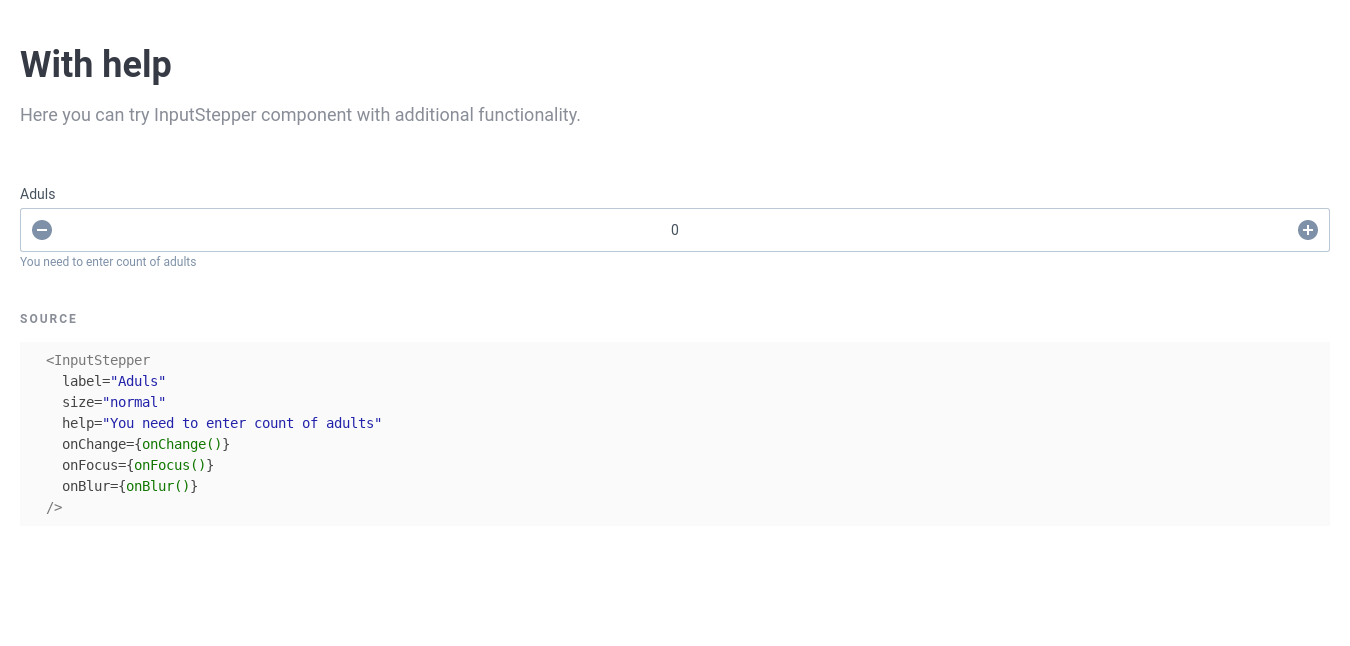 With help
Here you can try InputStepper component with additional functionality.
Aduls
0
You need to enter count of adults
SOURCE
<InputStepper
label="Aduls"
size="normal"
help="You need to enter count of adults"
onChange={onChange()}
onFocus={onFocus()}
onBlur={onBlur()}
/>